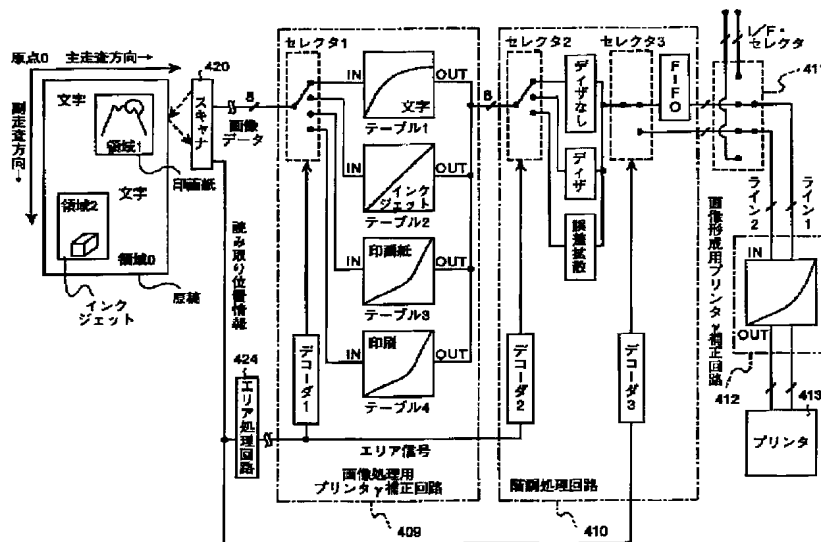 原点0 主走査方向→
副走査方向→
文字
領域1
印画紙
文字
領域2
領域0
インクジェット
原稿
420
スキャナ
8
画像データ
読み取り位置情報
424
エリア処理回路
セレクタ1
IN
OUT
文字
テーブル1
IN
OUT
インクジェット
テーブル2
IN
OUT
印画紙
テーブル3
IN
OUT
印刷
テーブル4
デコーダ1
エリア信号
画像処理用
プリンタγ補正回路
409
8
セレクタ2
セレクタ3
ディザなし
ディザ
誤差拡散
FIFO
デコーダ2
デコーダ3
階調処理回路
410
I/F・
セレクタ
411
ライン2
ライン1
画像形成用プリンタγ補正回路
IN
OUT
412
413
プリンタ